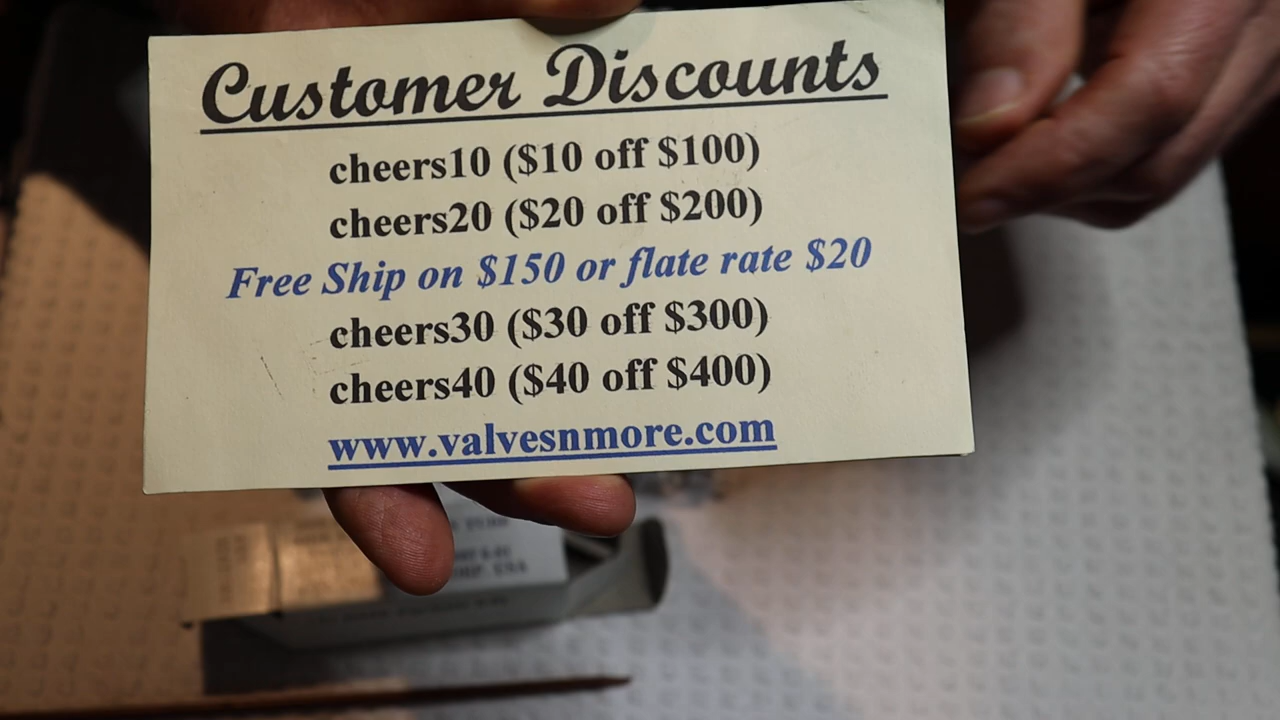 Customer Discounts
cheers10 ($10 off $100)
cheers20 ($20 off $200)
Free Ship on $150 or flate rate $20
cheers30 ($30 off $300)
cheers40 ($40 off $400)
www.valvesnmore.com